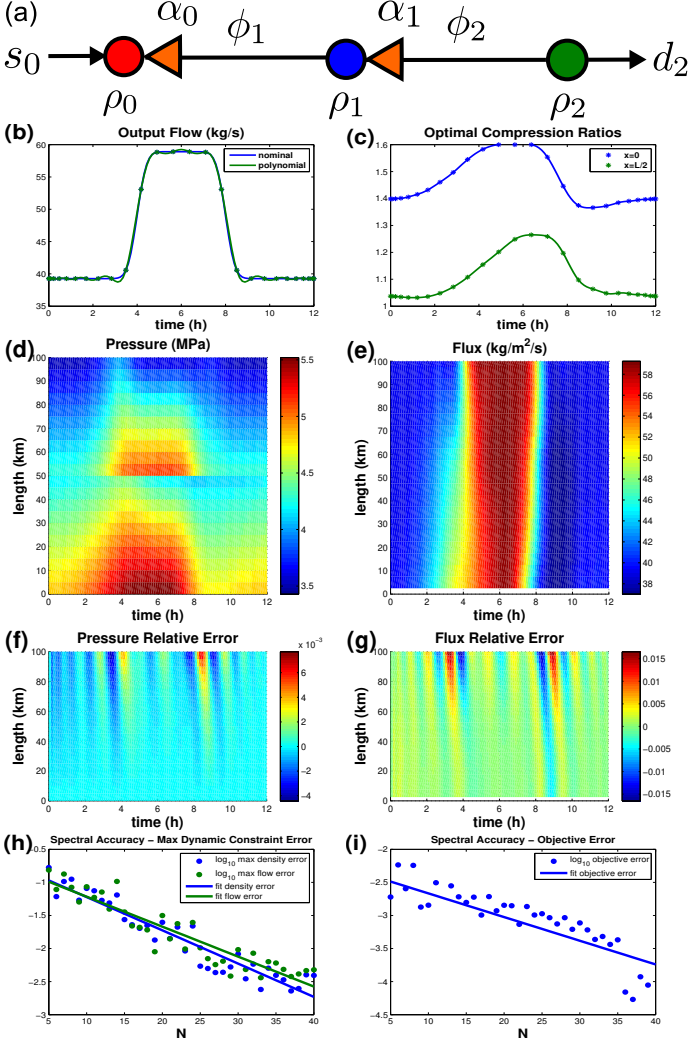 (a)
α₀ α₁
ϕ₁ ϕ₂
s₀ d₂
ρ₀ ρ₁ ρ₂
(b) Output Flow (kg/s)
nominal
polynomial
60
55
50
45
40
35
0 2 4 6 8 10 12
time (h)
(c) Optimal Compression Ratios
x=0
x=L/2
1.6
1.5
1.4
1.3
1.2
1.1
1
0 2 4 6 8 10 12
time (h)
(d) Pressure (MPa)
length (km)
100
90
80
70
60
50
40
30
20
10
0
0 2 4 6 8 10 12
time (h)
5.5
5
4.5
4
3.5
(e) Flux (kg/m²/s)
length (km)
100
90
80
70
60
50
40
30
20
10
0
0 2 4 6 8 10 12
time (h)
58
56
54
52
50
48
46
44
42
40
38
(f) Pressure Relative Error
length (km)
100
80
60
40
20
0
0 2 4 6 8 10 12
time (h)
x 10⁻³
6
4
2
0
−2
−4
(g) Flux Relative Error
length (km)
100
80
60
40
20
0
0 2 4 6 8 10 12
time (h)
0.015
0.01
0.005
0
−0.005
−0.01
−0.015
(h) Spectral Accuracy − Max Dynamic Constraint Error
log₁₀ max density error
log₁₀ max flow error
fit density error
fit flow error
−0.5
−1
−1.5
−2
−2.5
−3
5 10 15 20 25 30 35 40
N
(i) Spectral Accuracy − Objective Error
log₁₀ objective error
fit objective error
−2
−2.5
−3
−3.5
−4
−4.5
5 10 15 20 25 30 35 40
N